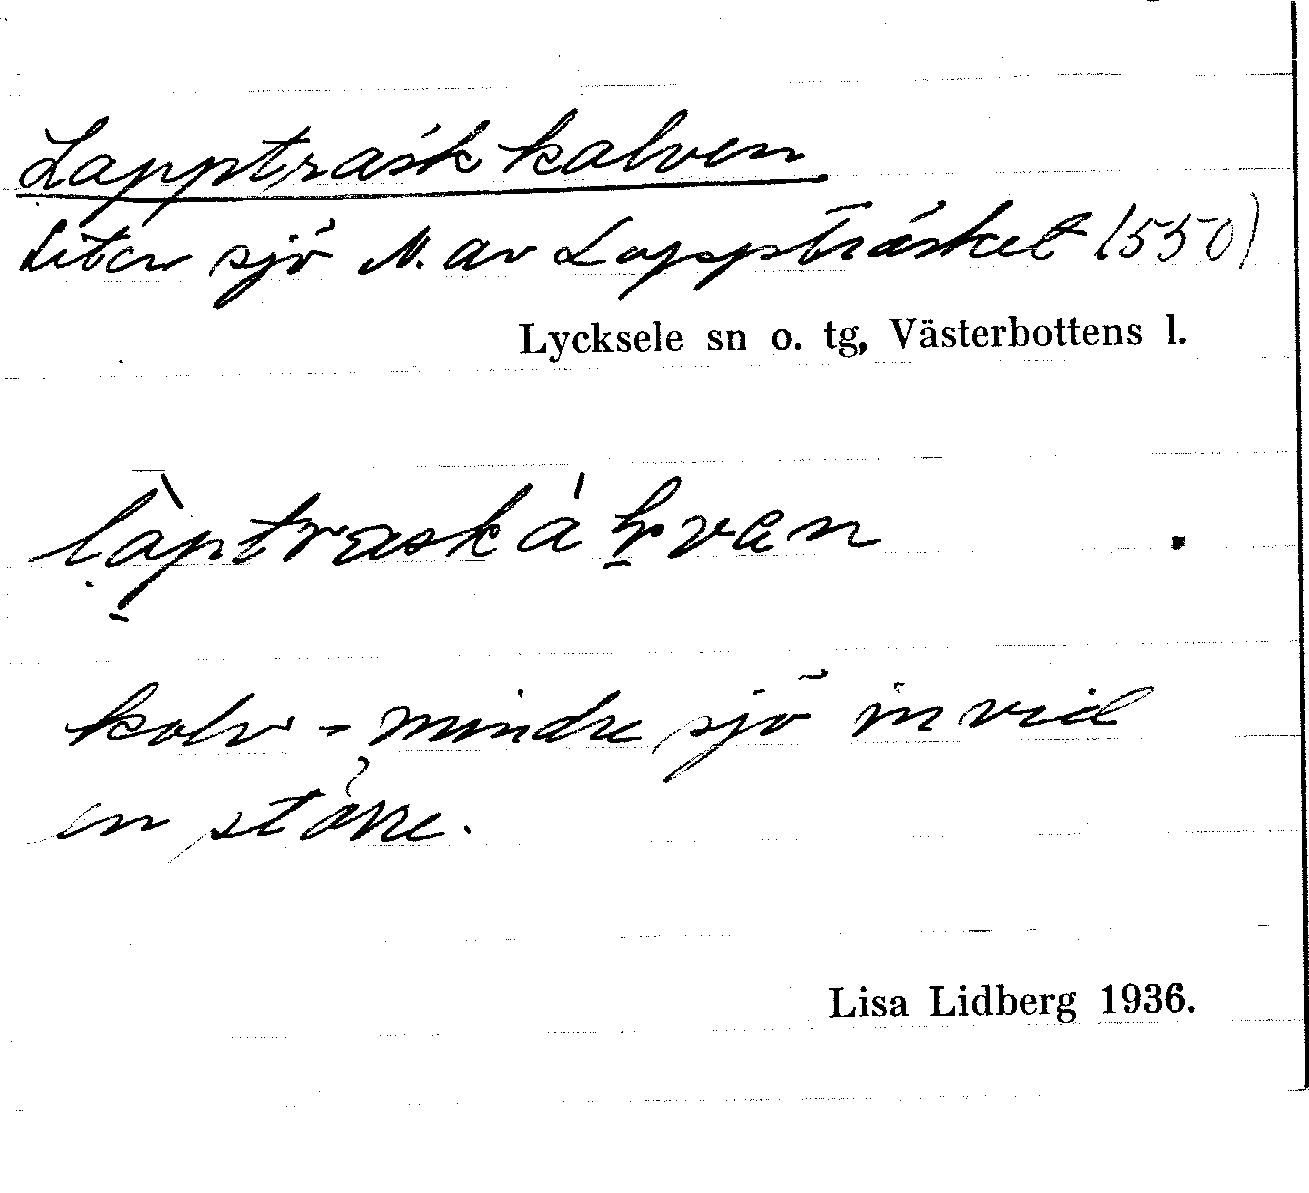 Lappträskkalven
Liten sjö N. av Lappträsket (550)
Lycksele sn o. tg, Västerbottens l.
kalv - mindre sjö invid
en större.
Lisa Lidberg 1936.